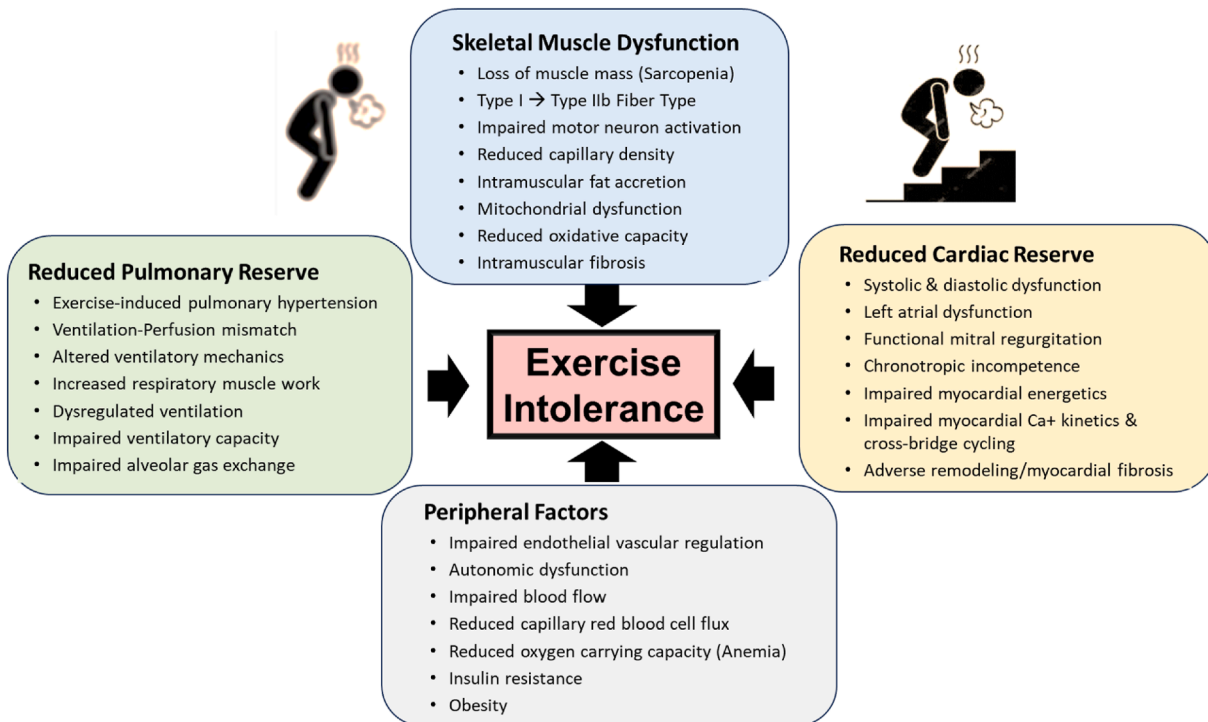 Skeletal Muscle Dysfunction
• Loss of muscle mass (Sarcopenia)
• Type I → Type IIb Fiber Type
• Impaired motor neuron activation
• Reduced capillary density
• Intramuscular fat accretion
• Mitochondrial dysfunction
• Reduced oxidative capacity
• Intramuscular fibrosis
Reduced Pulmonary Reserve
• Exercise-induced pulmonary hypertension
• Ventilation-Perfusion mismatch
• Altered ventilatory mechanics
• Increased respiratory muscle work
• Dysregulated ventilation
• Impaired ventilatory capacity
• Impaired alveolar gas exchange
Exercise
Intolerance
Reduced Cardiac Reserve
• Systolic & diastolic dysfunction
• Left atrial dysfunction
• Functional mitral regurgitation
• Chronotropic incompetence
• Impaired myocardial energetics
• Impaired myocardial Ca+ kinetics &
cross-bridge cycling
• Adverse remodeling/myocardial fibrosis
Peripheral Factors
• Impaired endothelial vascular regulation
• Autonomic dysfunction
• Impaired blood flow
• Reduced capillary red blood cell flux
• Reduced oxygen carrying capacity (Anemia)
• Insulin resistance
• Obesity